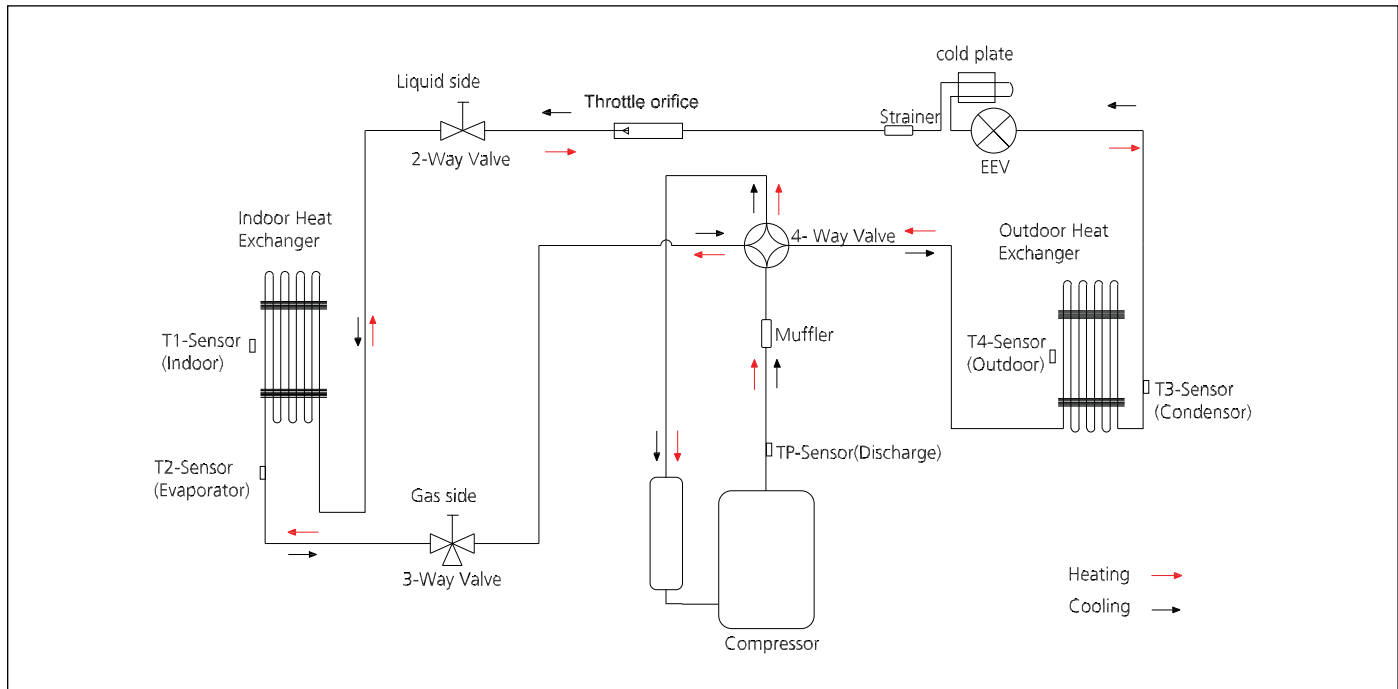 cold plate
Liquid side
Throttle orifice
Strainer
2-Way Valve
EEV
Indoor Heat
Exchanger
4- Way Valve
Outdoor Heat
Exchanger
T1-Sensor
(Indoor)
Muffler
T4-Sensor
(Outdoor)
T3-Sensor
(Condensor)
T2-Sensor
(Evaporator)
TP-Sensor(Discharge)
Gas side
3-Way Valve
Heating
Cooling
Compressor